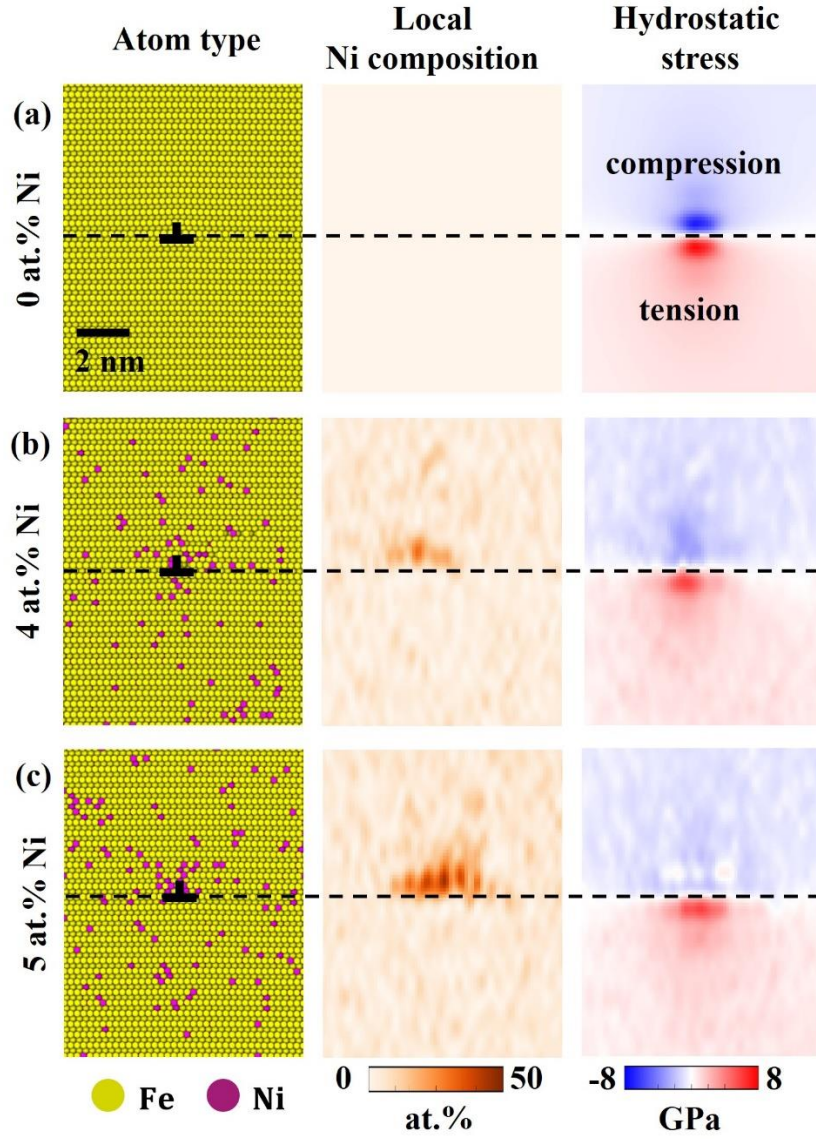 Atom type
Local
Ni composition
Hydrostatic
stress
(a)
0 at.% Ni
2 nm
compression
tension
(b)
4 at.% Ni
(c)
5 at.% Ni
Fe
Ni
0
50
at.%
-8
8
GPa